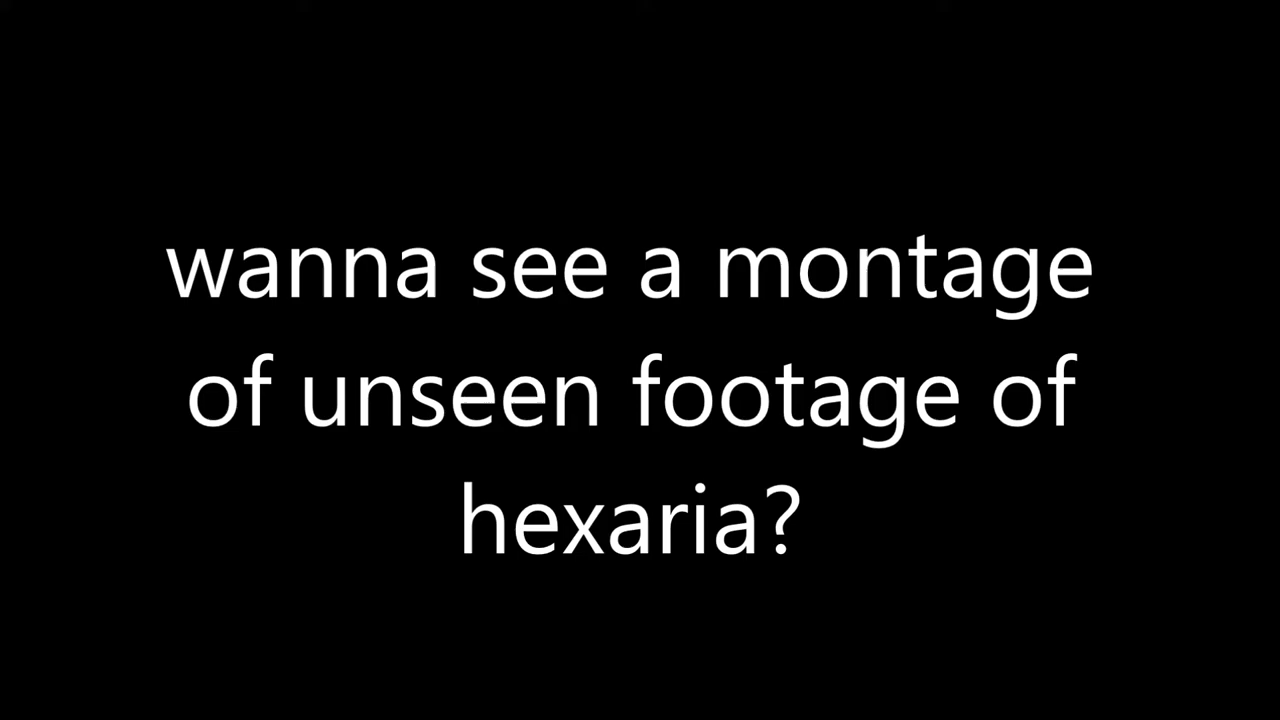 wanna see a montage
of unseen footage of
hexaria?